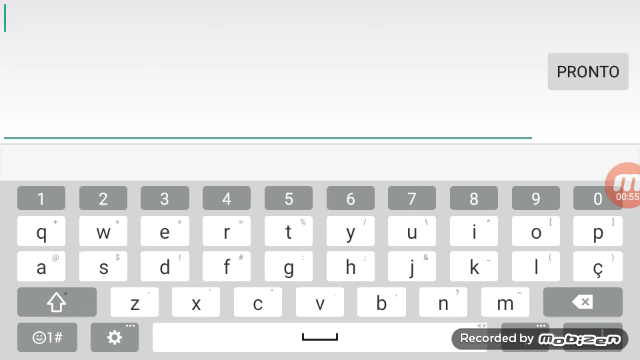 PRONTO
00:55
1 2 3 4 5 6 7 8 9 0
q w e r t y u i o p
a s d f g h j k l ç
z x c v b n m
1#
Recorded by mobizen